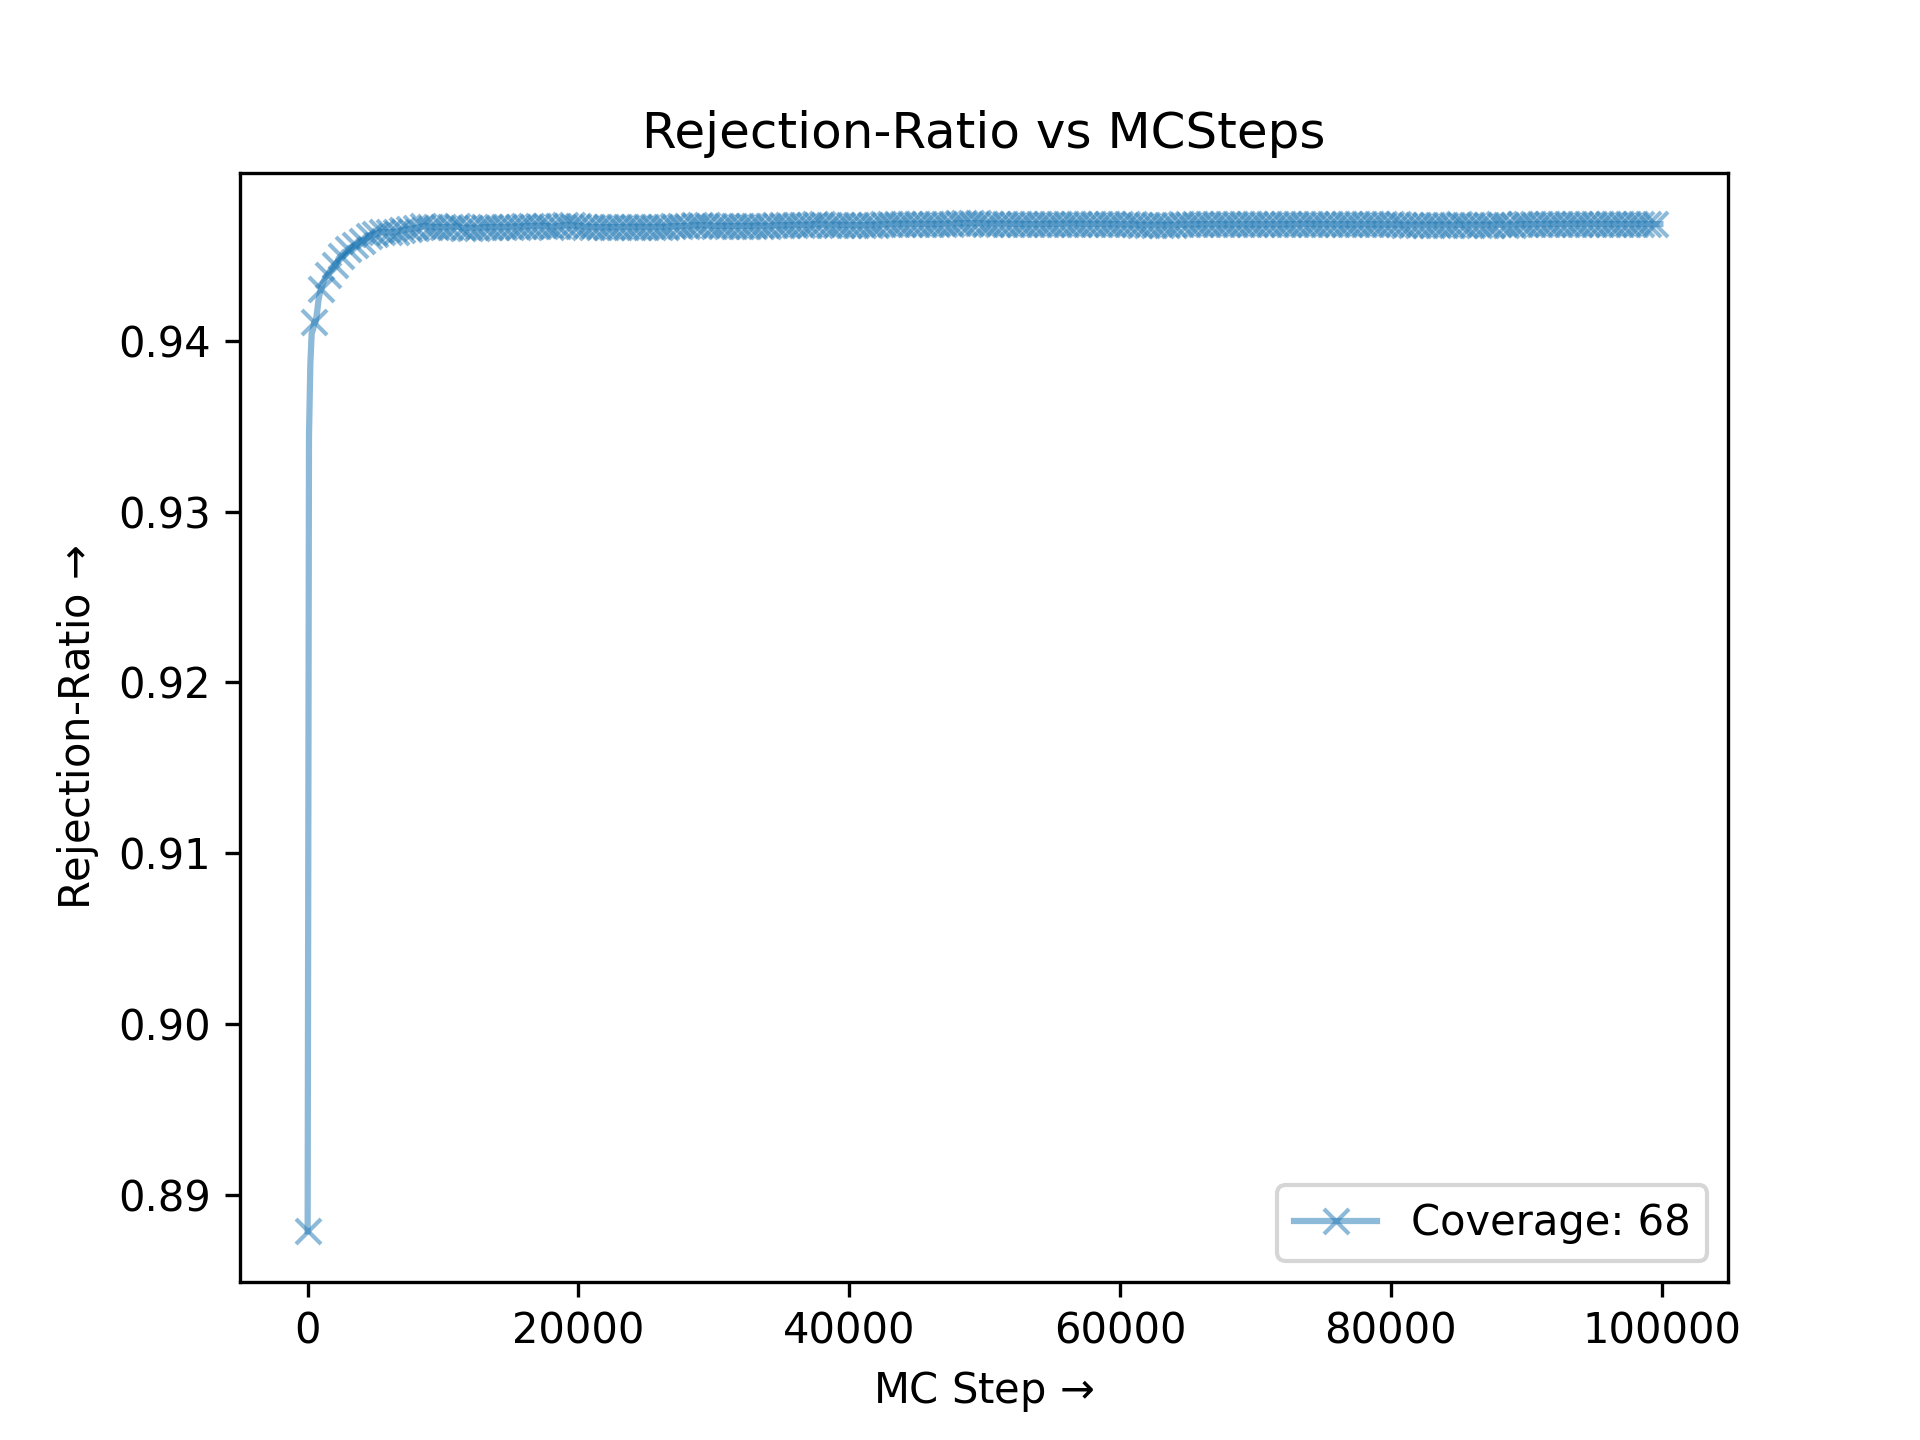 Rejection-Ratio vs MCSteps
Rejection-Ratio →
0.94
0.93
0.92
0.91
0.90
0.89
Coverage: 68
0 20000 40000 60000 80000 100000
MC Step →